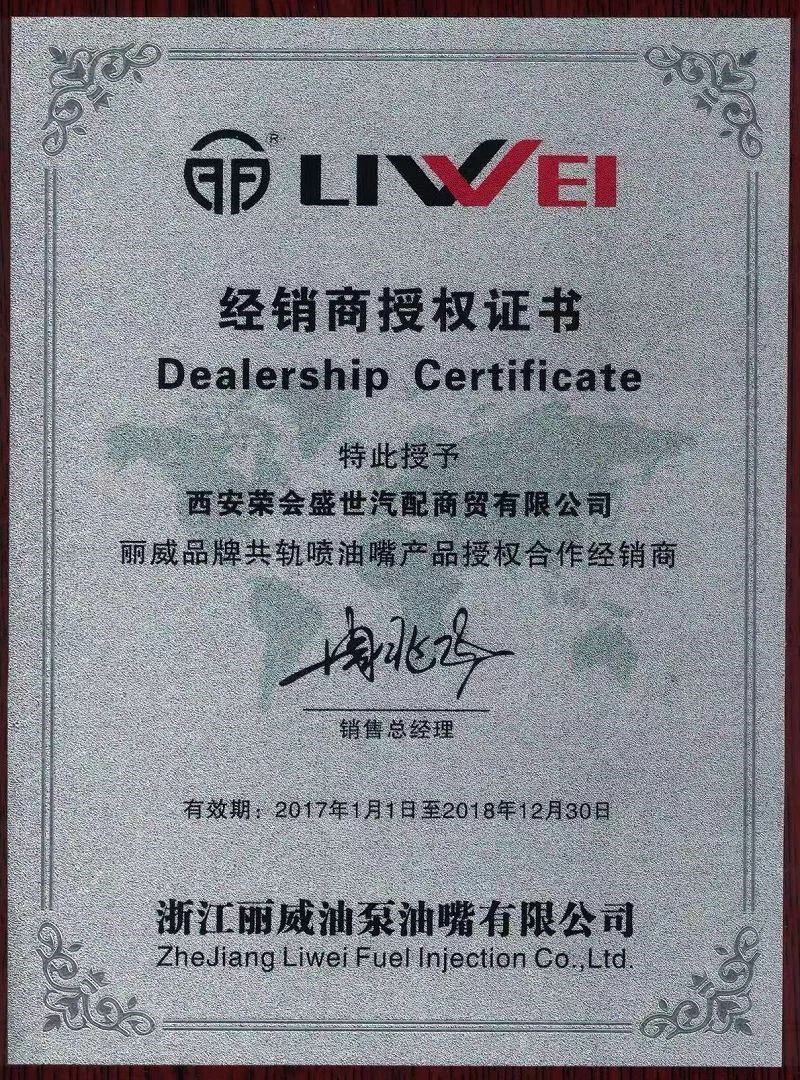 丽® LIWEI
经销商授权证书
Dealership Certificate
特此授予
西安荣会盛世汽配商贸有限公司
丽威品牌共轨喷油嘴产品授权合作经销商
销售总经理
有效期：2017年1月1日至2018年12月30日
浙江丽威油泵油嘴有限公司
ZheJiang Liwei Fuel Injection Co.,Ltd.